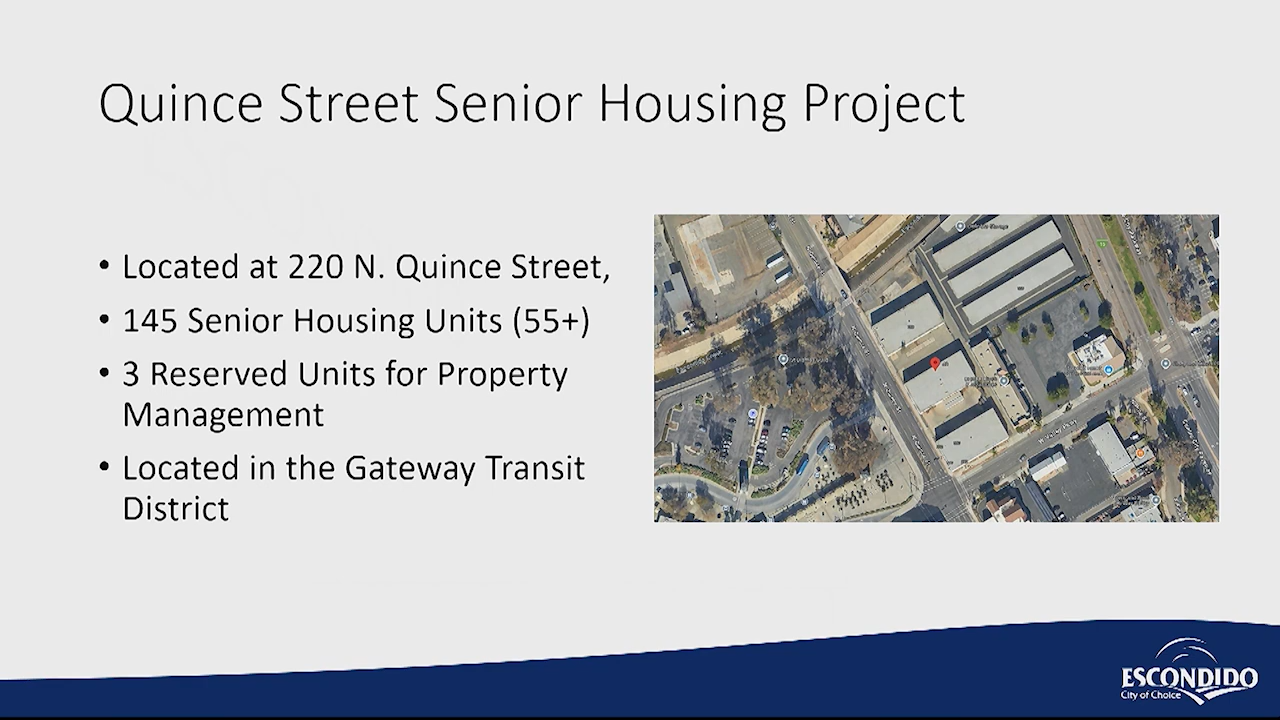 Quince Street Senior Housing Project
• Located at 220 N. Quince Street,
• 145 Senior Housing Units (55+)
• 3 Reserved Units for Property
Management
• Located in the Gateway Transit
District
ESCONDIDO
City of Choice